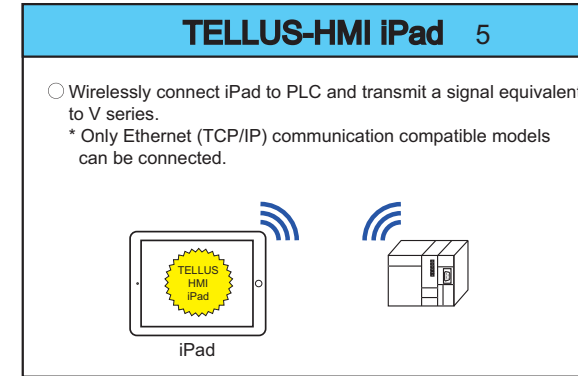 TELLUS-HMI iPad 5
○ Wirelessly connect iPad to PLC and transmit a signal equivalent
to V series.
* Only Ethernet (TCP/IP) communication compatible models
can be connected.
TELLUS
HMI
iPad
iPad